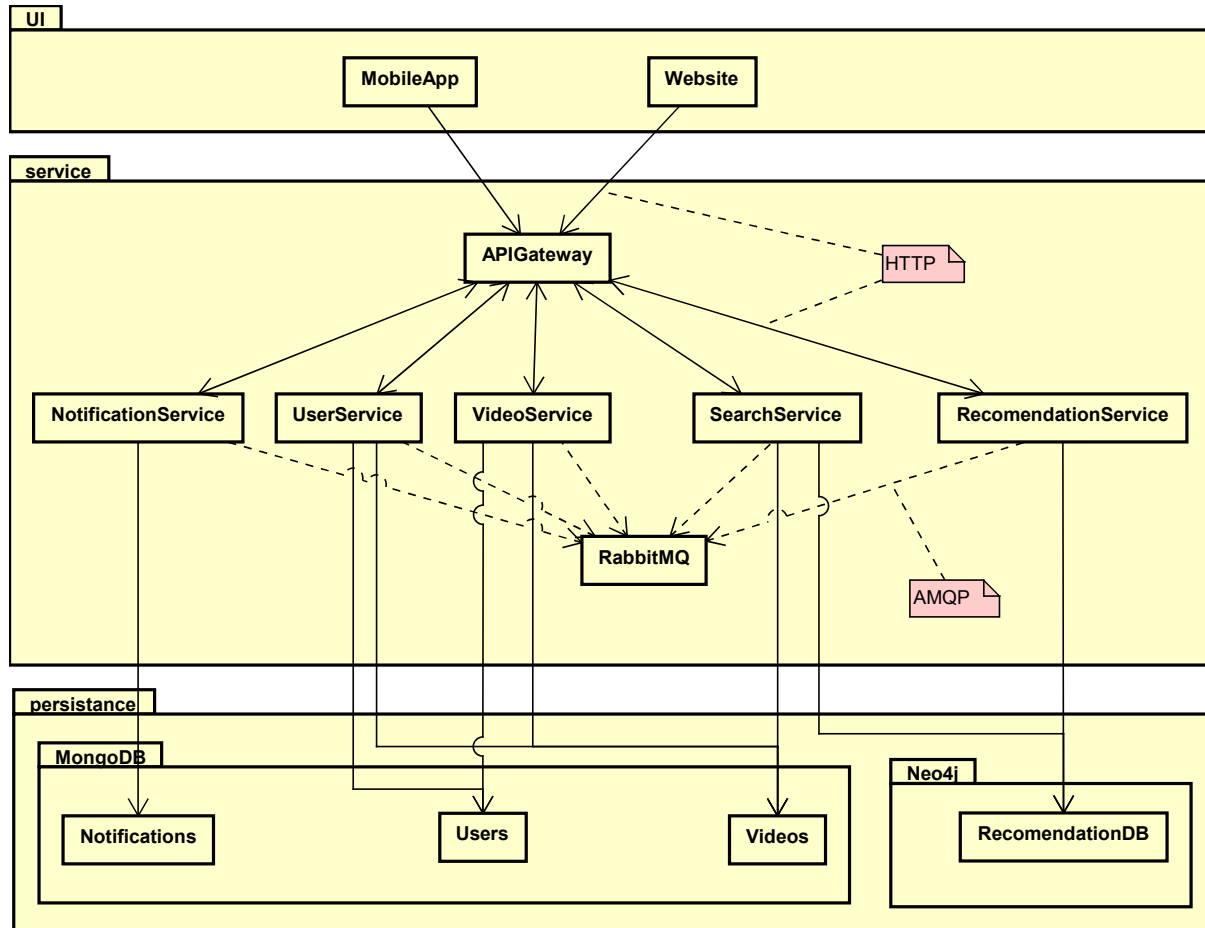 UI
MobileApp
Website
service
APIGateway
HTTP
NotificationService
UserService
VideoService
SearchService
RecomendationService
RabbitMQ
AMQP
persistance
MongoDB
Neo4j
Notifications
Users
Videos
RecomendationDB